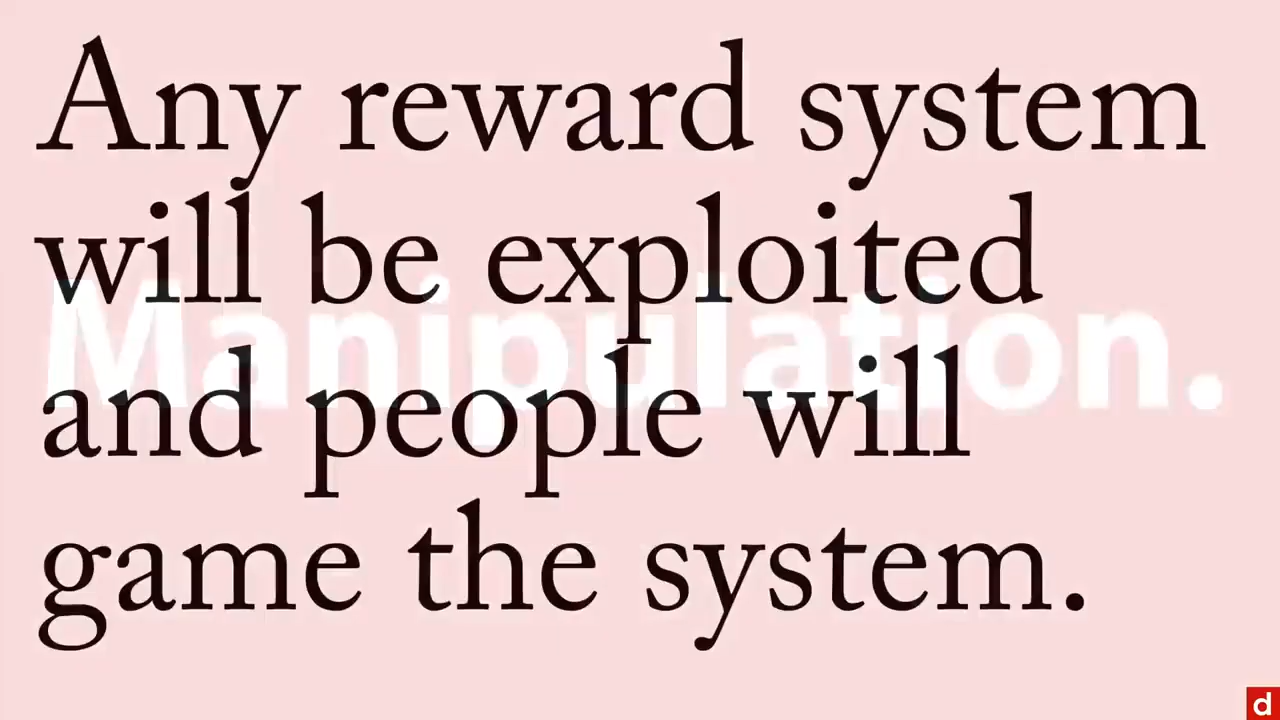 Any reward system
will be exploited
Manipulation.
and people will
game the system.
d